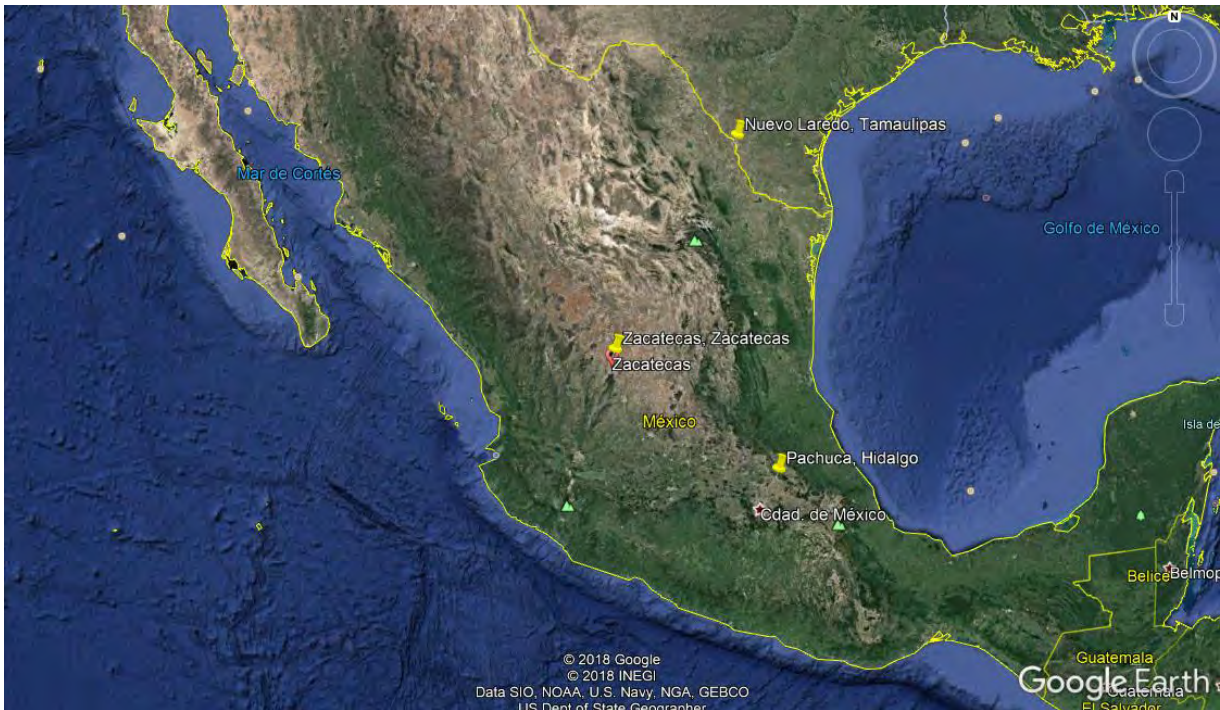 N
Nuevo Laredo, Tamaulipas
Mar de Cortés
Golfo de México
Zacatecas, Zacatecas
Zacatecas
México
Isla de
Pachuca, Hidalgo
Cdad. de México
Belice
Belmop
© 2018 Google
© 2018 INEGI
Data SIO, NOAA, U.S. Navy, NGA, GEBCO
US Dept of State Geographer
Guatemala
Google Earth
Guatemala
El Salvador